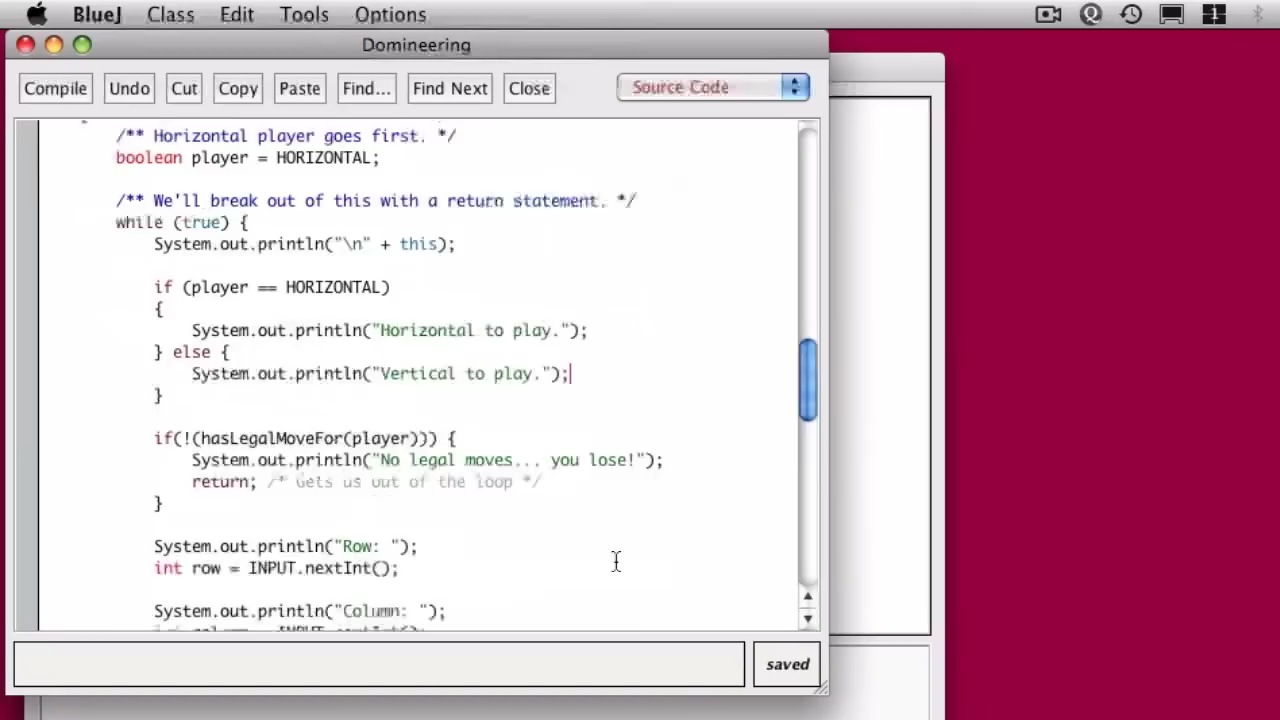 BlueJ Class Edit Tools Options
1
Domineering
Compile Undo Cut Copy Paste Find... Find Next Close Source Code
/** Horizontal player goes first. */
boolean player = HORIZONTAL;
/** We'll break out of this with a return statement. */
while (true) {
System.out.println("\n" + this);
if (player == HORIZONTAL)
{
System.out.println("Horizontal to play.");
} else {
System.out.println("Vertical to play.");
}
if(!(hasLegalMoveFor(player))) {
System.out.println("No legal moves... you lose!");
return; /* Gets us out of the loop */
}
System.out.println("Row: ");
int row = INPUT.nextInt();
System.out.println("Column: ");
saved